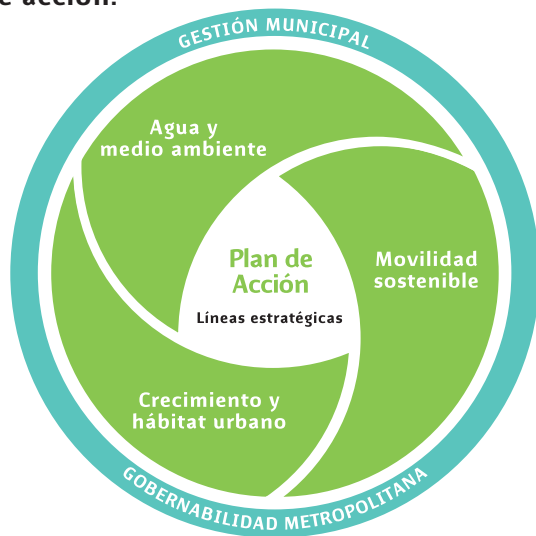 e acción.
GESTIÓN MUNICIPAL
Agua y
medio ambiente
Plan de
Acción
Líneas estratégicas
Movilidad
sostenible
Crecimiento y
hábitat urbano
GOBERNABILIDAD METROPOLITANA